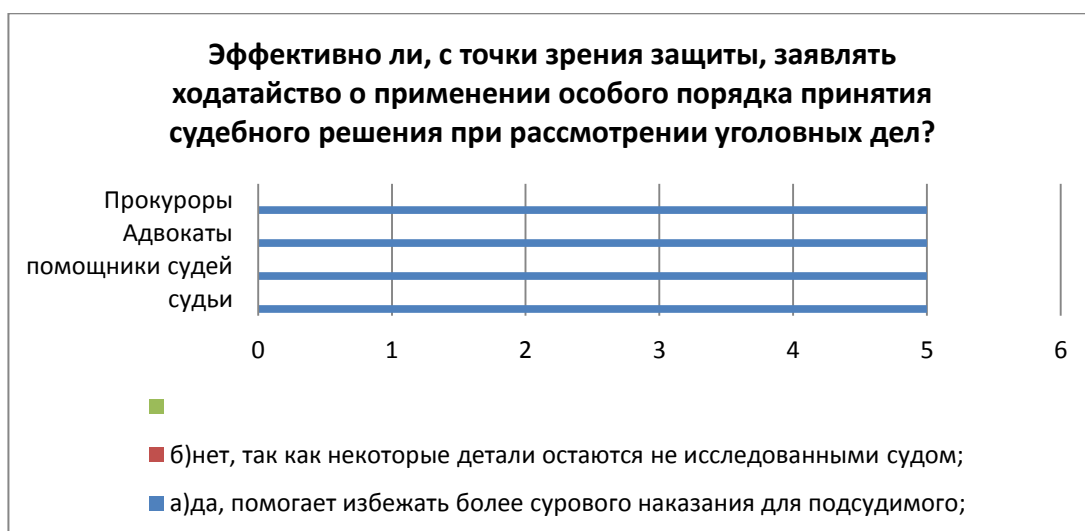 Эффективно ли, с точки зрения защиты, заявлять
ходатайство о применении особого порядка принятия
судебного решения при рассмотрении уголовных дел?
Прокуроры
Адвокаты
помощники судей
судьи
0 1 2 3 4 5 6
б)нет, так как некоторые детали остаются не исследованными судом;
а)да, помогает избежать более сурового наказания для подсудимого;